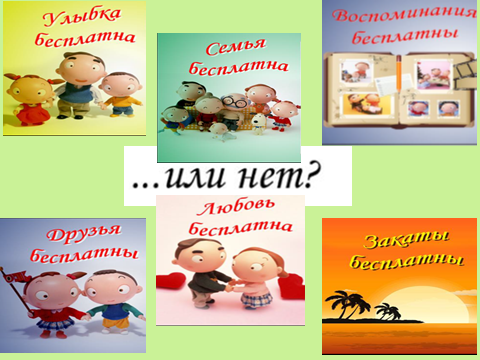 Улыбка
бесплатна
Семья
бесплатна
Воспоминания
бесплатны
...или нет?
Друзья
бесплатны
Любовь
бесплатна
Закаты
бесплатны